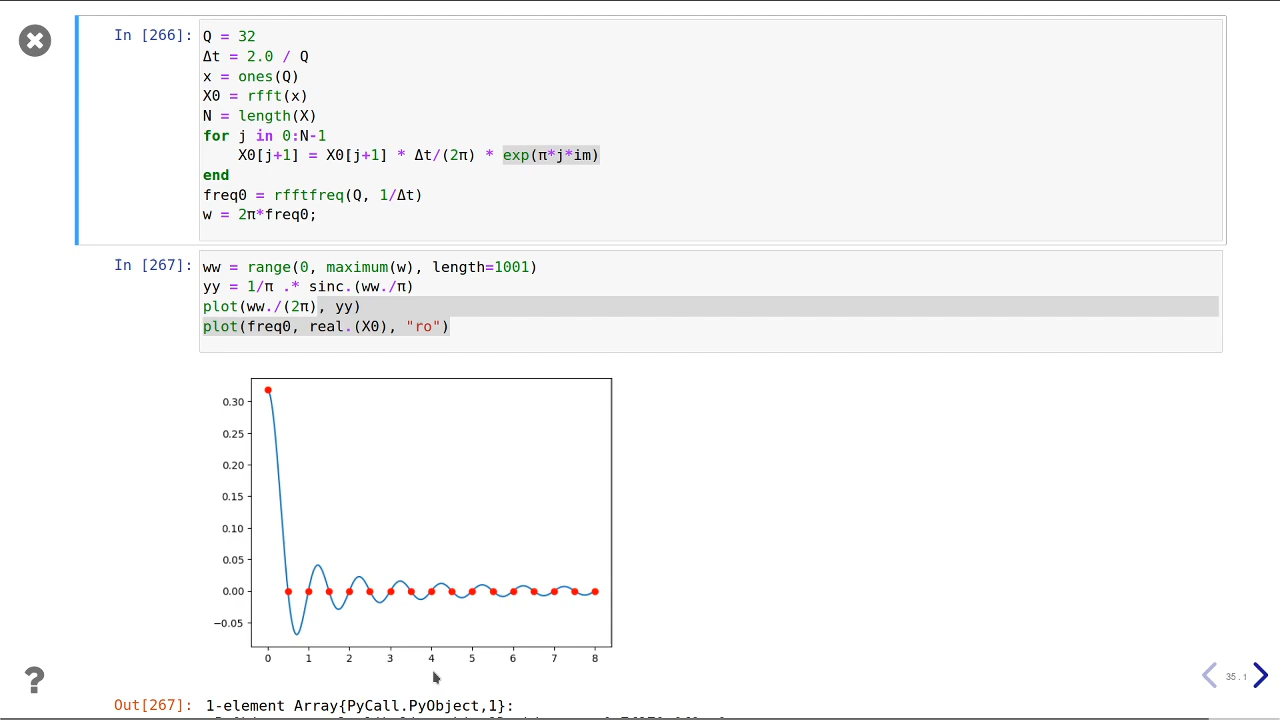 In [266]:
Q = 32
Δt = 2.0 / Q
x = ones(Q)
X0 = rfft(x)
N = length(X)
for j in 0:N-1
    X0[j+1] = X0[j+1] * Δt/(2π) * exp(π*j*im)
end
freq0 = rfftfreq(Q, 1/Δt)
w = 2π*freq0;
In [267]:
ww = range(0, maximum(w), length=1001)
yy = 1/π .* sinc.(ww./π)
plot(ww./(2π), yy)
plot(freq0, real.(X0), "ro")
0.30
0.25
0.20
0.15
0.10
0.05
0.00
−0.05
0 1 2 3 4 5 6 7 8
?
35.1
Out[267]: 1-element Array{PyCall.PyObject,1}: